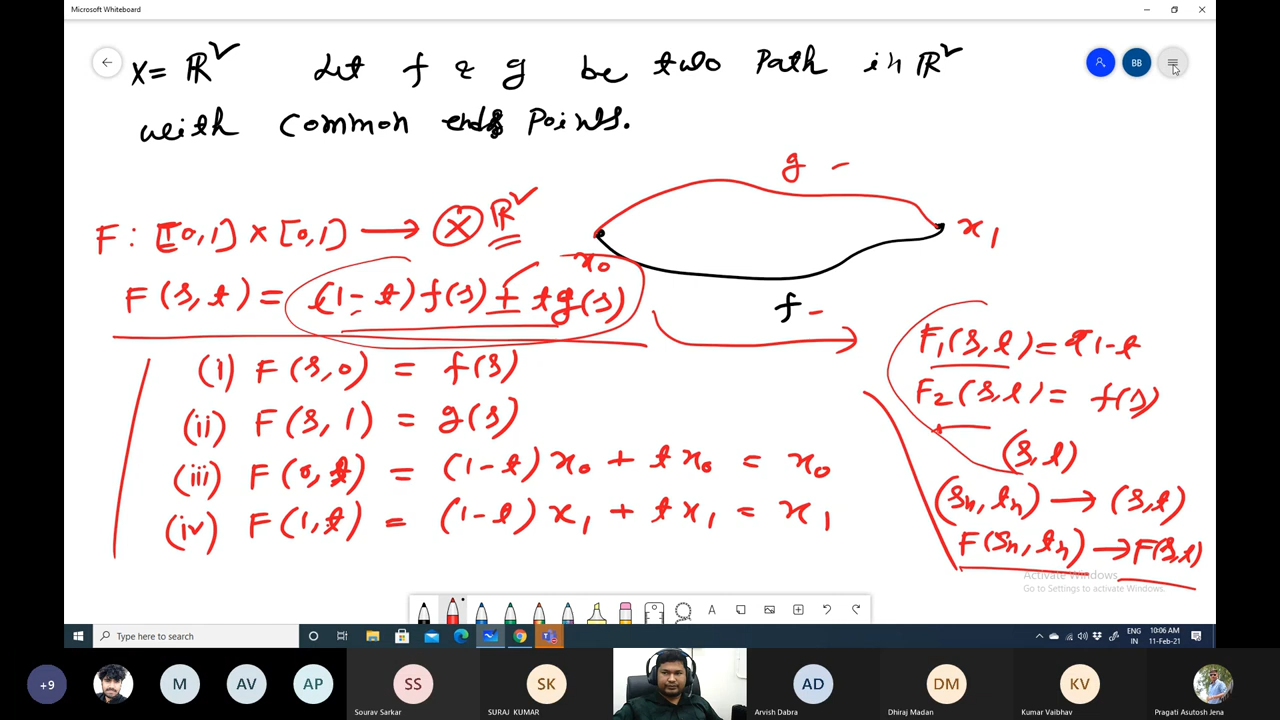 Microsoft Whiteboard
X = ℝ² Let f & g be two Path in ℝ²
with common ends Points.
BB
g
F : [0,1] × [0,1] → X ℝ²
x₀
x₁
F(s,t) = (1-t)f(s) + tg(s)
f
(i) F(s,0) = f(s)
(ii) F(s,1) = g(s)
(iii) F(0,t) = (1-t)x₀ + tx₀ = x₀
(iv) F(1,t) = (1-t)x₁ + tx₁ = x₁
F₁(s,t) = 1-t
F₂(s,t) = f(s)
(s,t)
(sₙ,tₙ) → (s,t)
F(sₙ,tₙ) → F(s,t)
Activate Windows
Go to Settings to activate Windows.
Type here to search
ENG
IN
10:06 AM
11-Feb-21
+9
M
AV
AP
SS
Sourav Sarkar
SK
SURAJ KUMAR
AD
Arvish Dabra
DM
Dhiraj Madan
KV
Kumar Vaibhav
Pragati Asutosh Jena